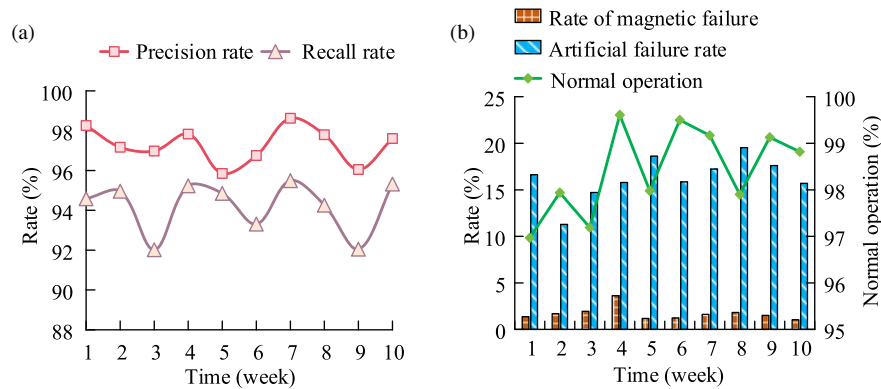 (a)
Precision rate
Recall rate
100
98
96
94
92
90
88
Rate (%)
1 2 3 4 5 6 7 8 9 10
Time (week)
(b)
Rate of magnetic failure
Artificial failure rate
Normal operation
25
20
15
10
5
0
Rate (%)
100
99
98
97
96
95
Normal operation (%)
1 2 3 4 5 6 7 8 9 10
Time (week)